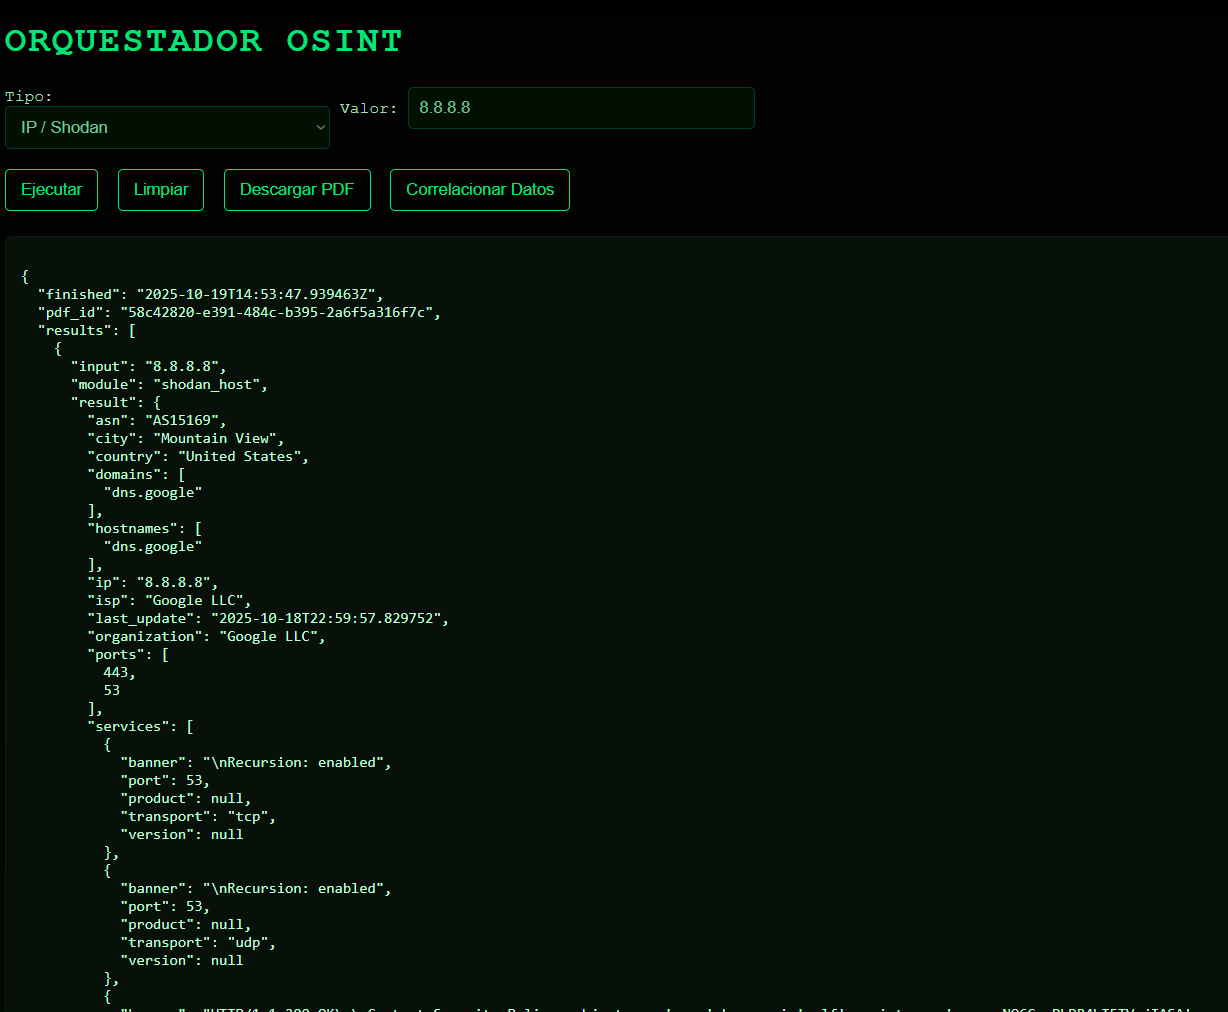 ORQUESTADOR OSINT
Tipo:
IP / Shodan
Valor:
8.8.8.8
Ejecutar
Limpiar
Descargar PDF
Correlacionar Datos
{
"finished": "2025-10-19T14:53:47.939463Z",
"pdf_id": "58c42820-e391-484c-b395-2a6f5a316f7c",
"results": [
{
"input": "8.8.8.8",
"module": "shodan_host",
"result": {
"asn": "AS15169",
"city": "Mountain View",
"country": "United States",
"domains": [
"dns.google"
],
"hostnames": [
"dns.google"
],
"ip": "8.8.8.8",
"isp": "Google LLC",
"last_update": "2025-10-18T22:59:57.829752",
"organization": "Google LLC",
"ports": [
443,
53
],
"services": [
{
"banner": "\nRecursion: enabled",
"port": 53,
"product": null,
"transport": "tcp",
"version": null
},
{
"banner": "\nRecursion: enabled",
"port": 53,
"product": null,
"transport": "udp",
"version": null
},
{